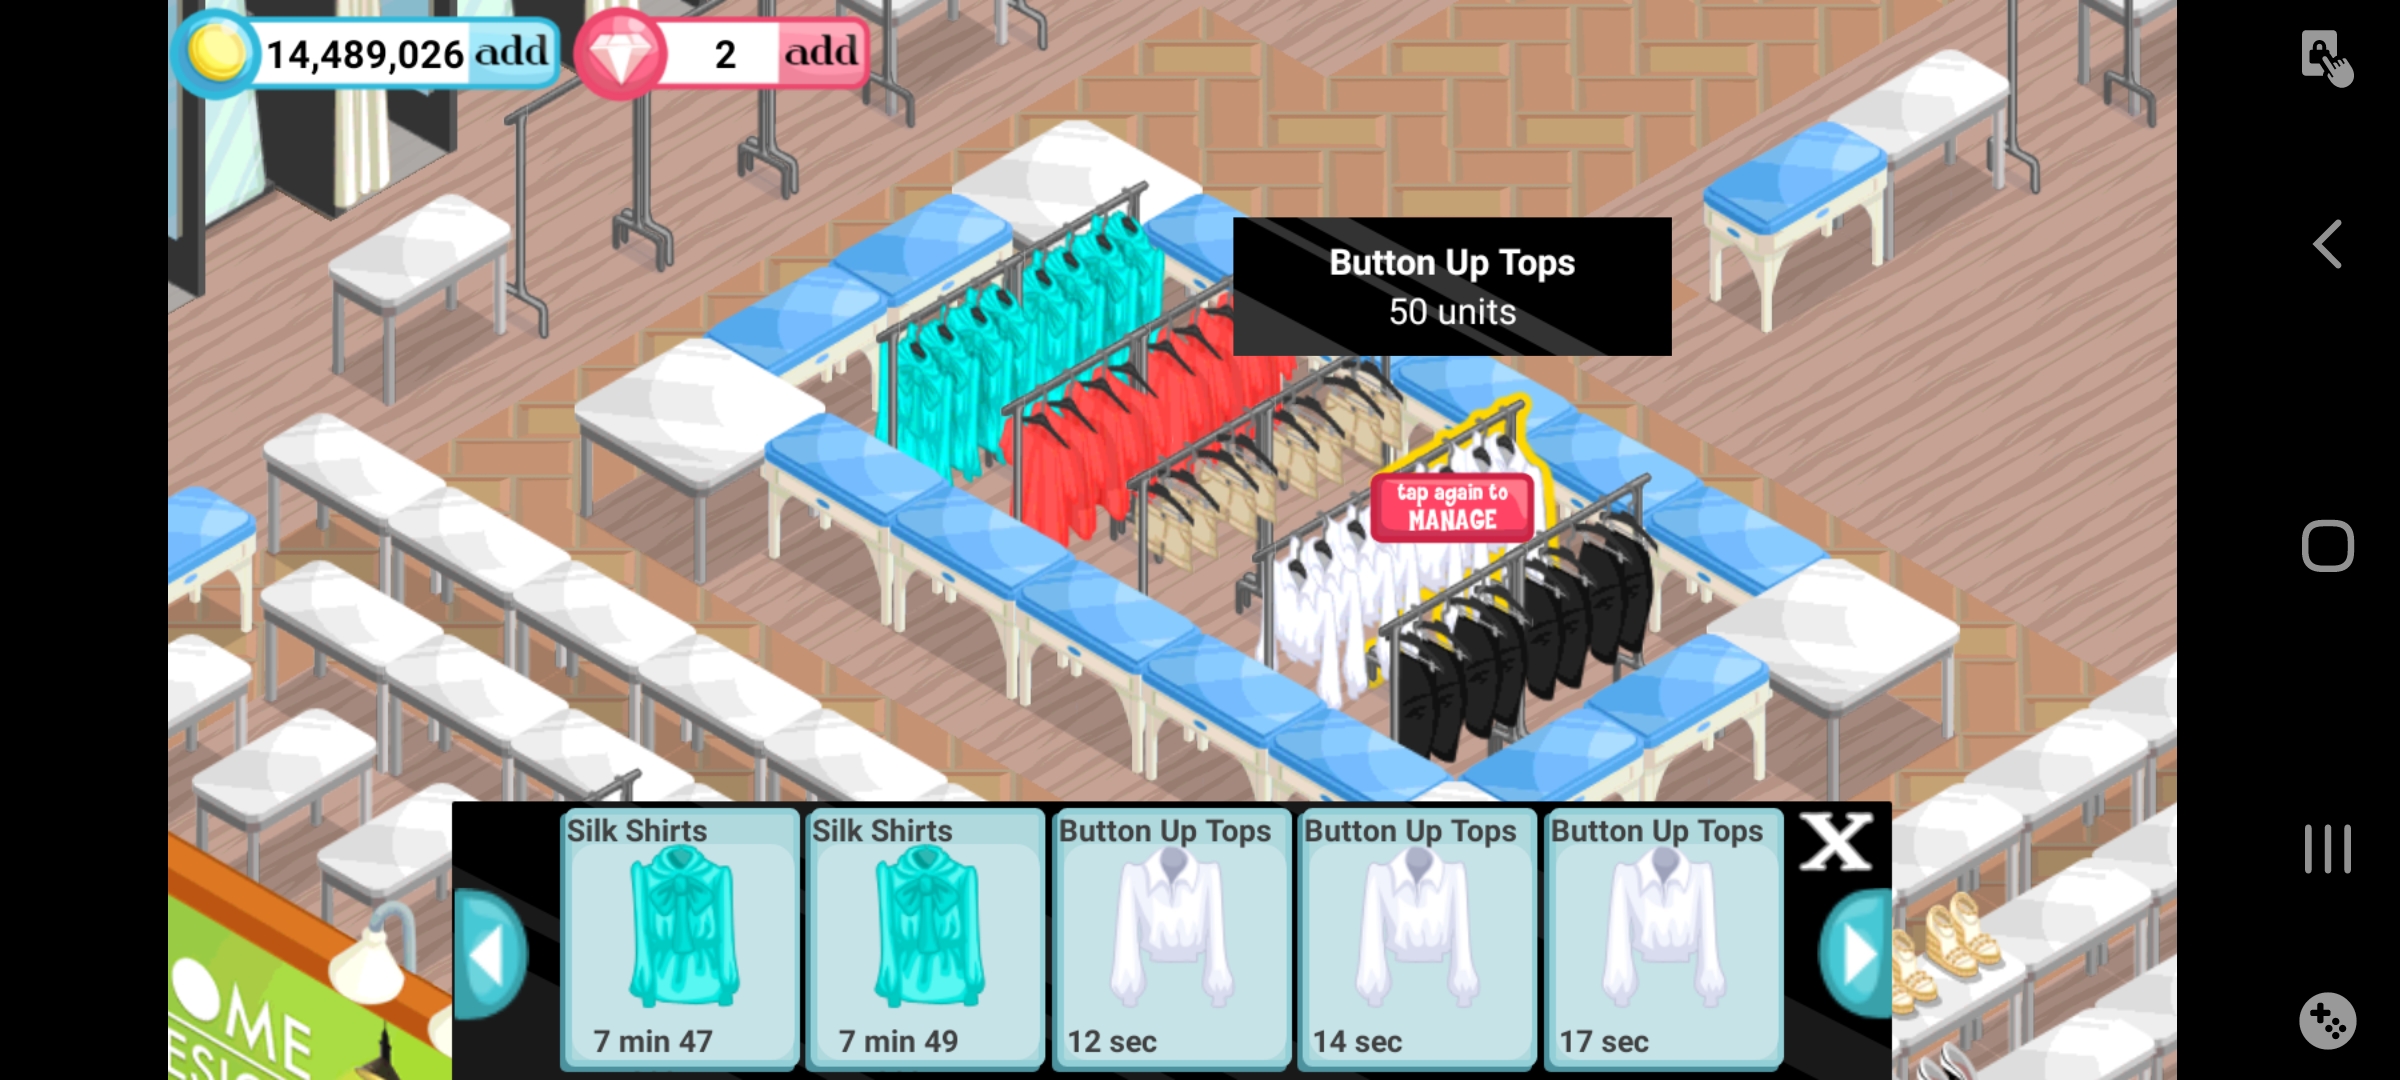 14,489,026 add
2 add
Button Up Tops
50 units
tap again to
MANAGE
Silk Shirts
Silk Shirts
Button Up Tops
Button Up Tops
Button Up Tops
X
7 min 47
7 min 49
12 sec
14 sec
17 sec